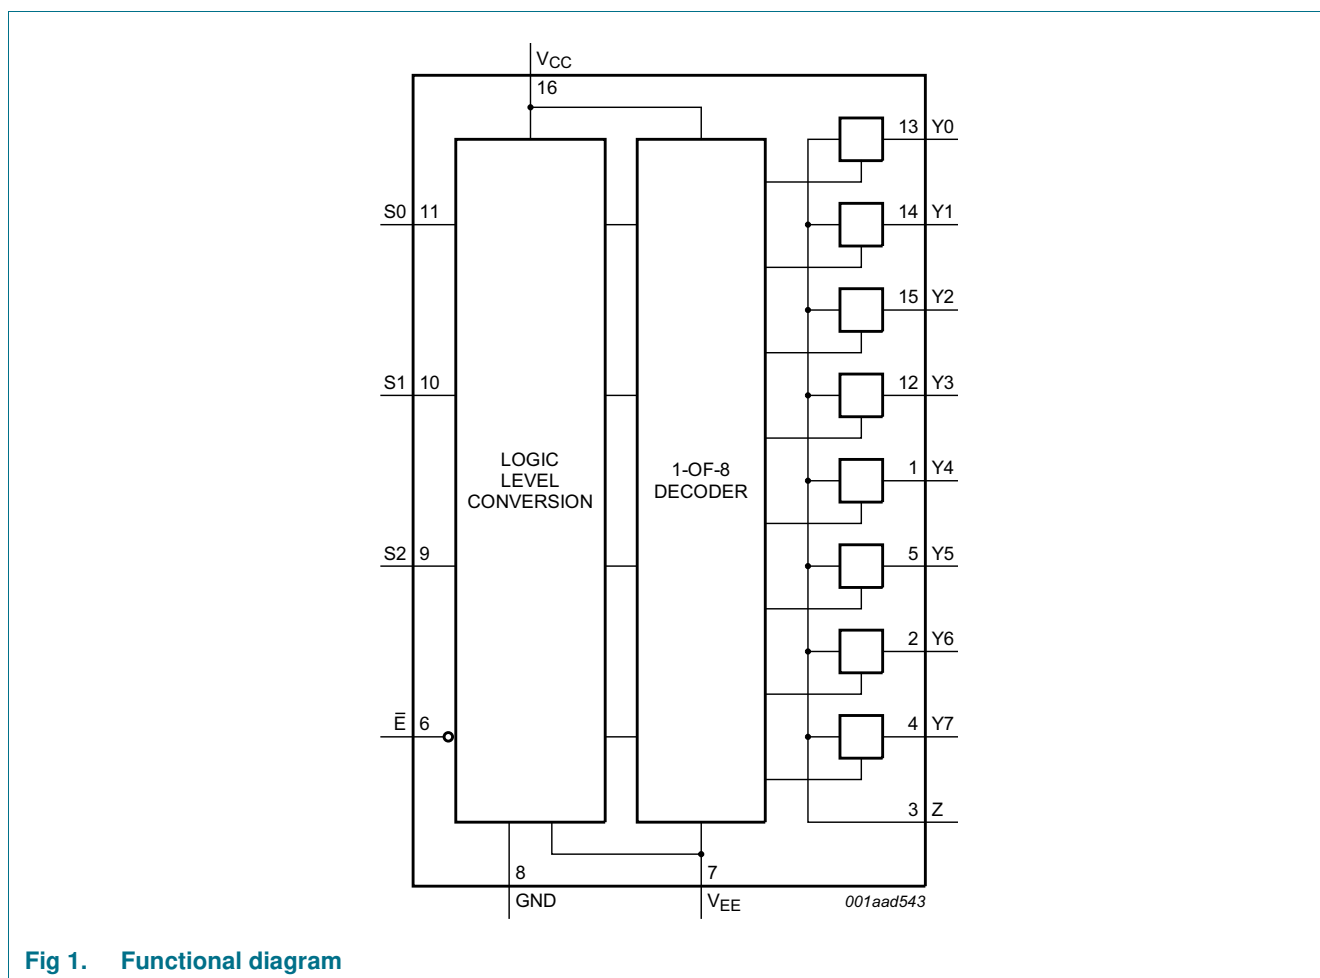 VCC
16
13 Y0
S0 11
14 Y1
15 Y2
S1 10
12 Y3
LOGIC
LEVEL
CONVERSION
1-OF-8
DECODER
1 Y4
S2 9
5 Y5
2 Y6
E̅ 6
4 Y7
3 Z
8
GND
7
VEE
001aad543
Fig 1. Functional diagram